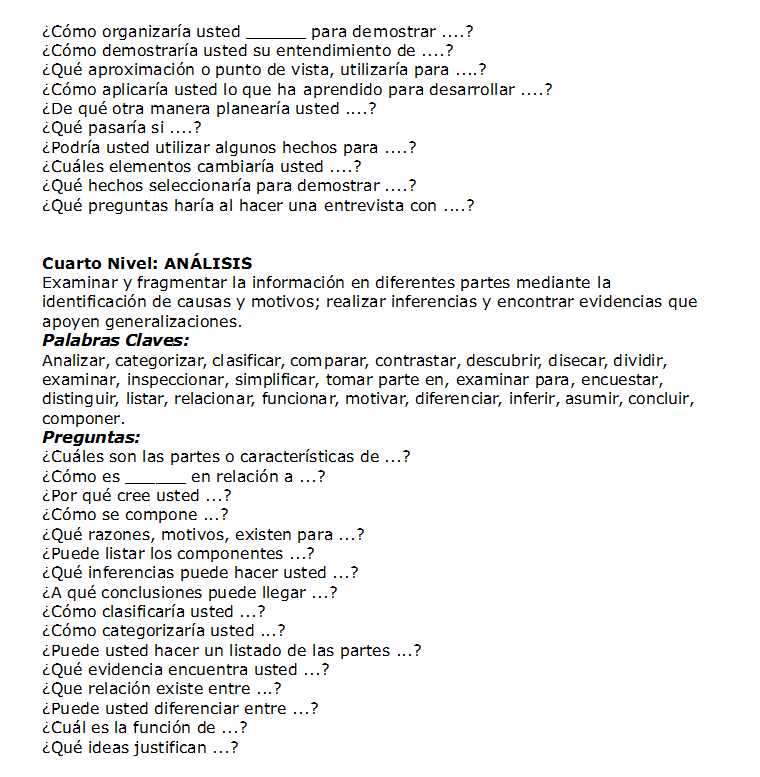 ¿Cómo organizaría usted _______ para demostrar ....?
¿Cómo demostraría usted su entendimiento de ....?
¿Qué aproximación o punto de vista, utilizaría para ....?
¿Cómo aplicaría usted lo que ha aprendido para desarrollar ....?
¿De qué otra manera planearía usted ....?
¿Qué pasaría si ....?
¿Podría usted utilizar algunos hechos para ....?
¿Cuáles elementos cambiaría usted ....?
¿Qué hechos seleccionaría para demostrar ....?
¿Qué preguntas haría al hacer una entrevista con ....?
Cuarto Nivel: ANÁLISIS
Examinar y fragmentar la información en diferentes partes mediante la
identificación de causas y motivos; realizar inferencias y encontrar evidencias que
apoyen generalizaciones.
Palabras Claves:
Analizar, categorizar, clasificar, comparar, contrastar, descubrir, disecar, dividir,
examinar, inspeccionar, simplificar, tomar parte en, examinar para, encuestar,
distinguir, listar, relacionar, funcionar, motivar, diferenciar, inferir, asumir, concluir,
componer.
Preguntas:
¿Cuáles son las partes o características de ...?
¿Cómo es _______ en relación a ...?
¿Por qué cree usted ...?
¿Cómo se compone ...?
¿Qué razones, motivos, existen para ...?
¿Puede listar los componentes ...?
¿Qué inferencias puede hacer usted ...?
¿A qué conclusiones puede llegar ...?
¿Cómo clasificaría usted ...?
¿Cómo categorizaría usted ...?
¿Puede usted hacer un listado de las partes ...?
¿Qué evidencia encuentra usted ...?
¿Que relación existe entre ...?
¿Puede usted diferenciar entre ...?
¿Cuál es la función de ...?
¿Qué ideas justifican ...?